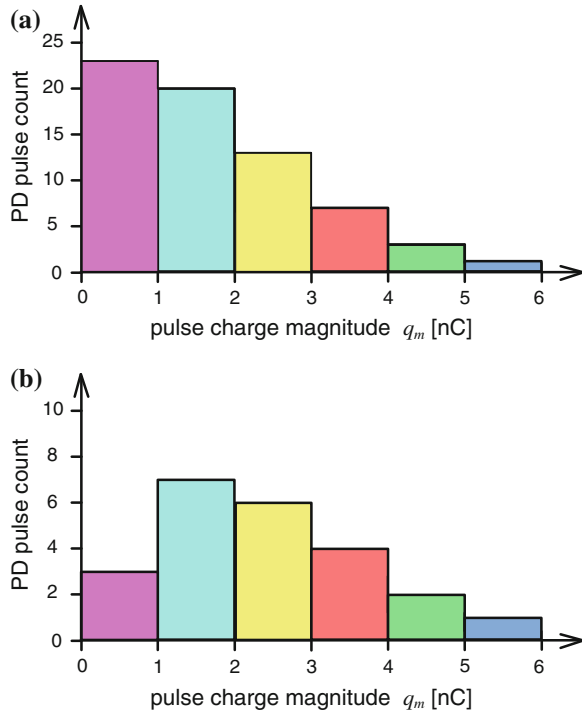 (a)
25
20
15
10
5
0
PD pulse count
0 1 2 3 4 5 6
pulse charge magnitude qm [nC]
(b)
10
8
6
4
2
0
PD pulse count
0 1 2 3 4 5 6
pulse charge magnitude qm [nC]